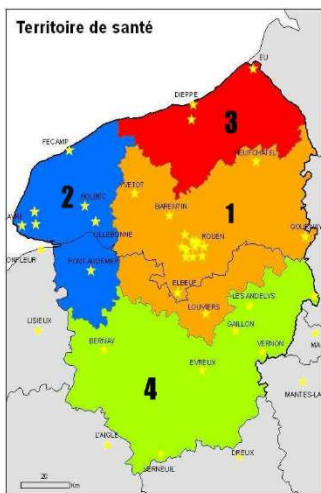 Territoire de santé
EU
DIEPPE
3
FECAMP
NEUFCHATEL
2
YVETOT
BOLBEC
BARENTIN
1
LILLEBONNE
ROUEN
PONT-AUDEMER
ELBEUF
LES ANDELYS
LOUVIERS
LISIEUX
GAILLON
BERNAY
VERNON
EVREUX
4
MANTES-LA
L'AIGLE
VERNEUIL
DREUX
20
Km